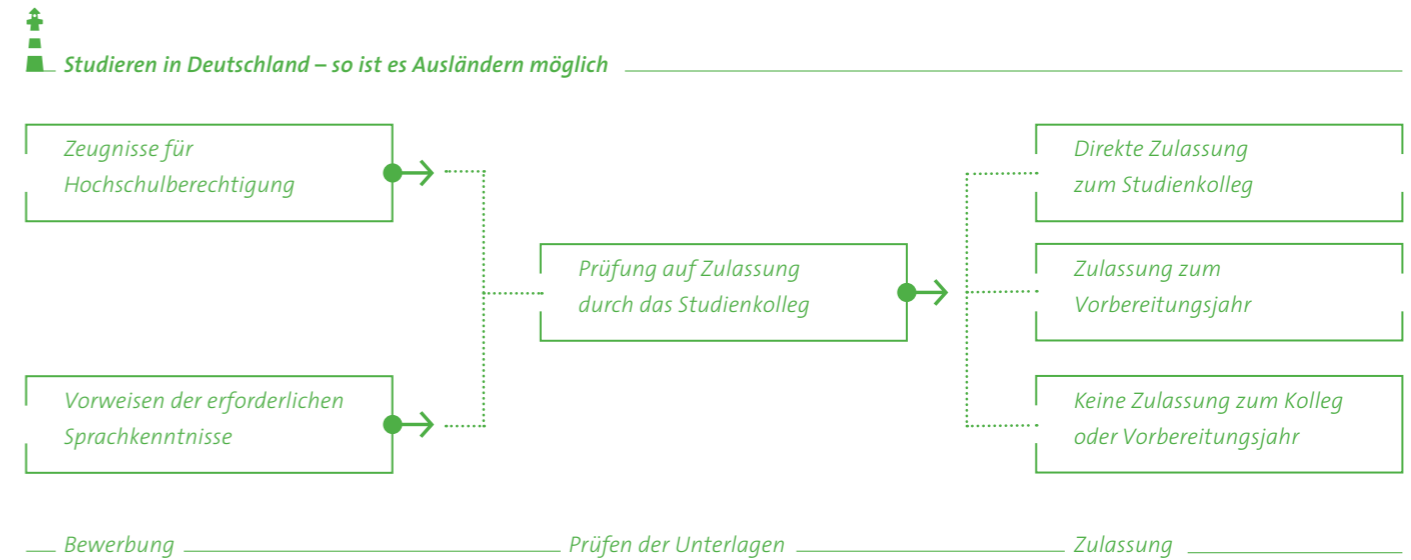 Studieren in Deutschland – so ist es Ausländern möglich
Zeugnisse für
Hochschulberechtigung
Vorweisen der erforderlichen
Sprachkenntnisse
Prüfung auf Zulassung
durch das Studienkolleg
Direkte Zulassung
zum Studienkolleg
Zulassung zum
Vorbereitungsjahr
Keine Zulassung zum Kolleg
oder Vorbereitungsjahr
Bewerbung
Prüfen der Unterlagen
Zulassung